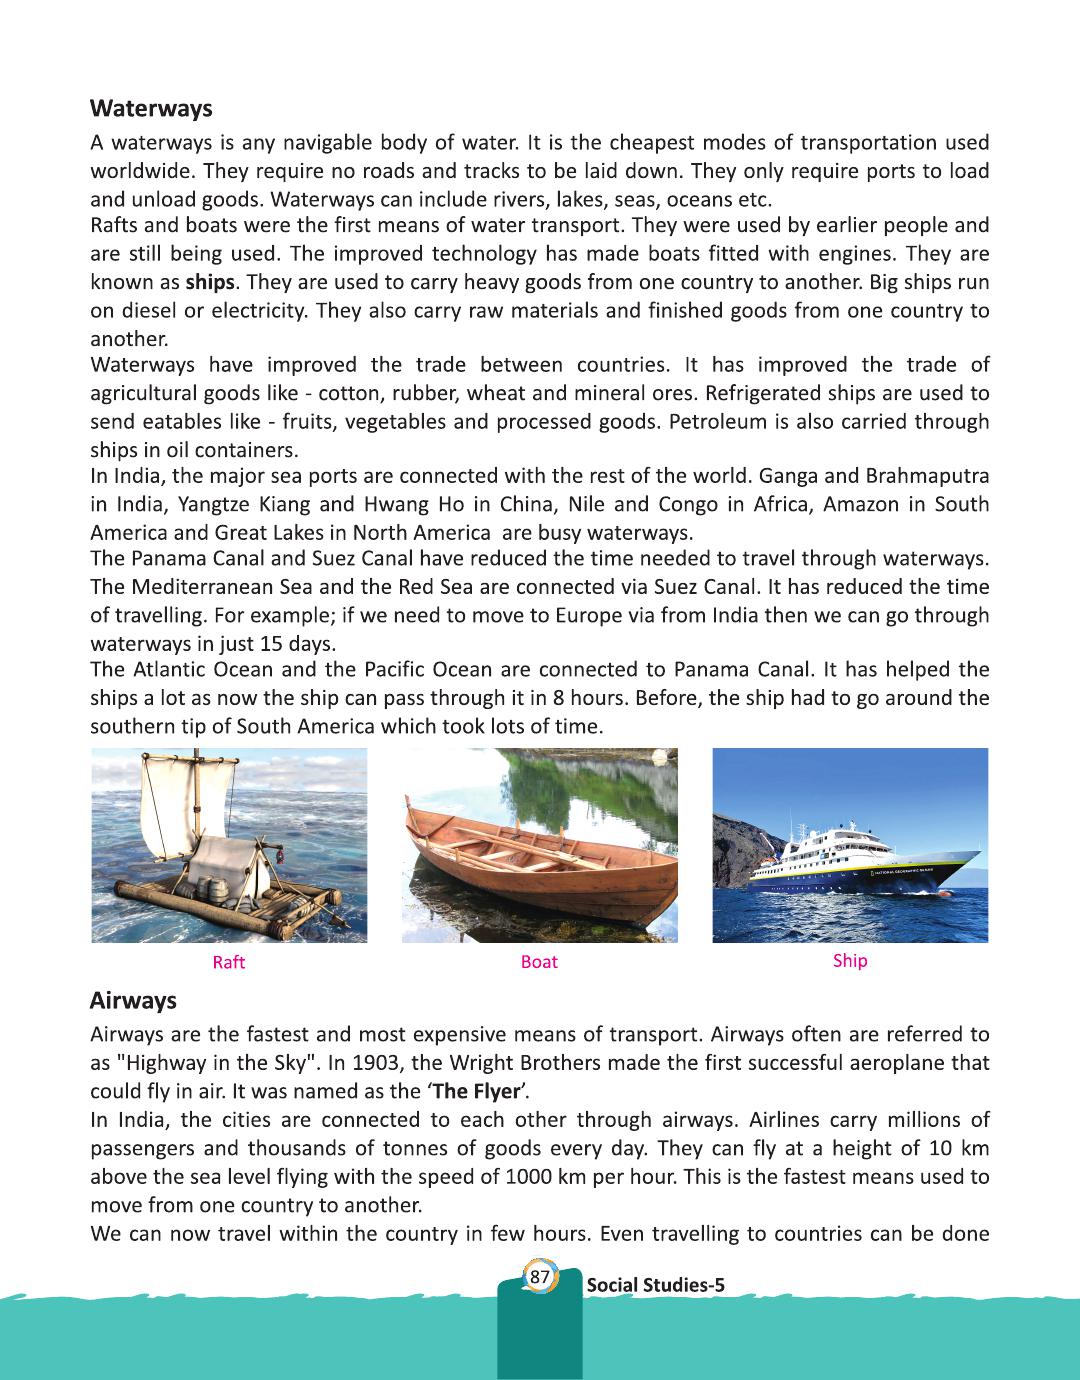 Waterways
A waterways is any navigable body of water. It is the cheapest modes of transportation used
worldwide. They require no roads and tracks to be laid down. They only require ports to load
and unload goods. Waterways can include rivers, lakes, seas, oceans etc.
Rafts and boats were the first means of water transport. They were used by earlier people and
are still being used. The improved technology has made boats fitted with engines. They are
known as ships. They are used to carry heavy goods from one country to another. Big ships run
on diesel or electricity. They also carry raw materials and finished goods from one country to
another.
Waterways have improved the trade between countries. It has improved the trade of
agricultural goods like - cotton, rubber, wheat and mineral ores. Refrigerated ships are used to
send eatables like - fruits, vegetables and processed goods. Petroleum is also carried through
ships in oil containers.
In India, the major sea ports are connected with the rest of the world. Ganga and Brahmaputra
in India, Yangtze Kiang and Hwang Ho in China, Nile and Congo in Africa, Amazon in South
America and Great Lakes in North America are busy waterways.
The Panama Canal and Suez Canal have reduced the time needed to travel through waterways.
The Mediterranean Sea and the Red Sea are connected via Suez Canal. It has reduced the time
of travelling. For example; if we need to move to Europe via from India then we can go through
waterways in just 15 days.
The Atlantic Ocean and the Pacific Ocean are connected to Panama Canal. It has helped the
ships a lot as now the ship can pass through it in 8 hours. Before, the ship had to go around the
southern tip of South America which took lots of time.
NATIONAL GEOGRAPHIC
Raft
Boat
Ship
Airways
Airways are the fastest and most expensive means of transport. Airways often are referred to
as "Highway in the Sky". In 1903, the Wright Brothers made the first successful aeroplane that
could fly in air. It was named as the ‘The Flyer’.
In India, the cities are connected to each other through airways. Airlines carry millions of
passengers and thousands of tonnes of goods every day. They can fly at a height of 10 km
above the sea level flying with the speed of 1000 km per hour. This is the fastest means used to
move from one country to another.
We can now travel within the country in few hours. Even travelling to countries can be done
87
Social Studies-5